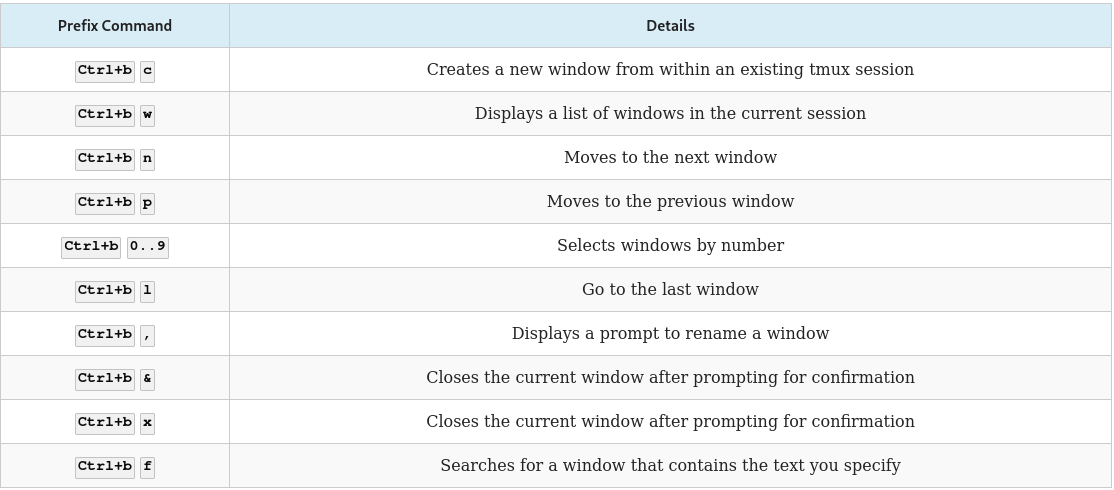 Prefix Command Details
Ctrl+b c Creates a new window from within an existing tmux session
Ctrl+b w Displays a list of windows in the current session
Ctrl+b n Moves to the next window
Ctrl+b p Moves to the previous window
Ctrl+b 0..9 Selects windows by number
Ctrl+b l Go to the last window
Ctrl+b , Displays a prompt to rename a window
Ctrl+b & Closes the current window after prompting for confirmation
Ctrl+b x Closes the current window after prompting for confirmation
Ctrl+b f Searches for a window that contains the text you specify